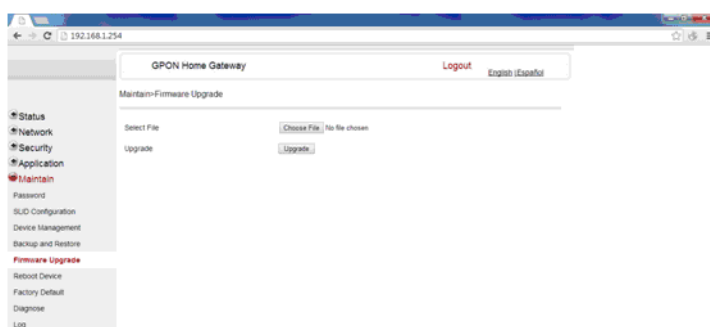 192.168.1.254
GPON Home Gateway
Logout
English |Español
Maintain>Firmware Upgrade
Status
Network
Security
Application
Maintain
Password
SLID Configuration
Device Management
Backup and Restore
Firmware Upgrade
Reboot Device
Factory Default
Diagnose
Log
Select File
Choose File No file chosen
Upgrade
Upgrade